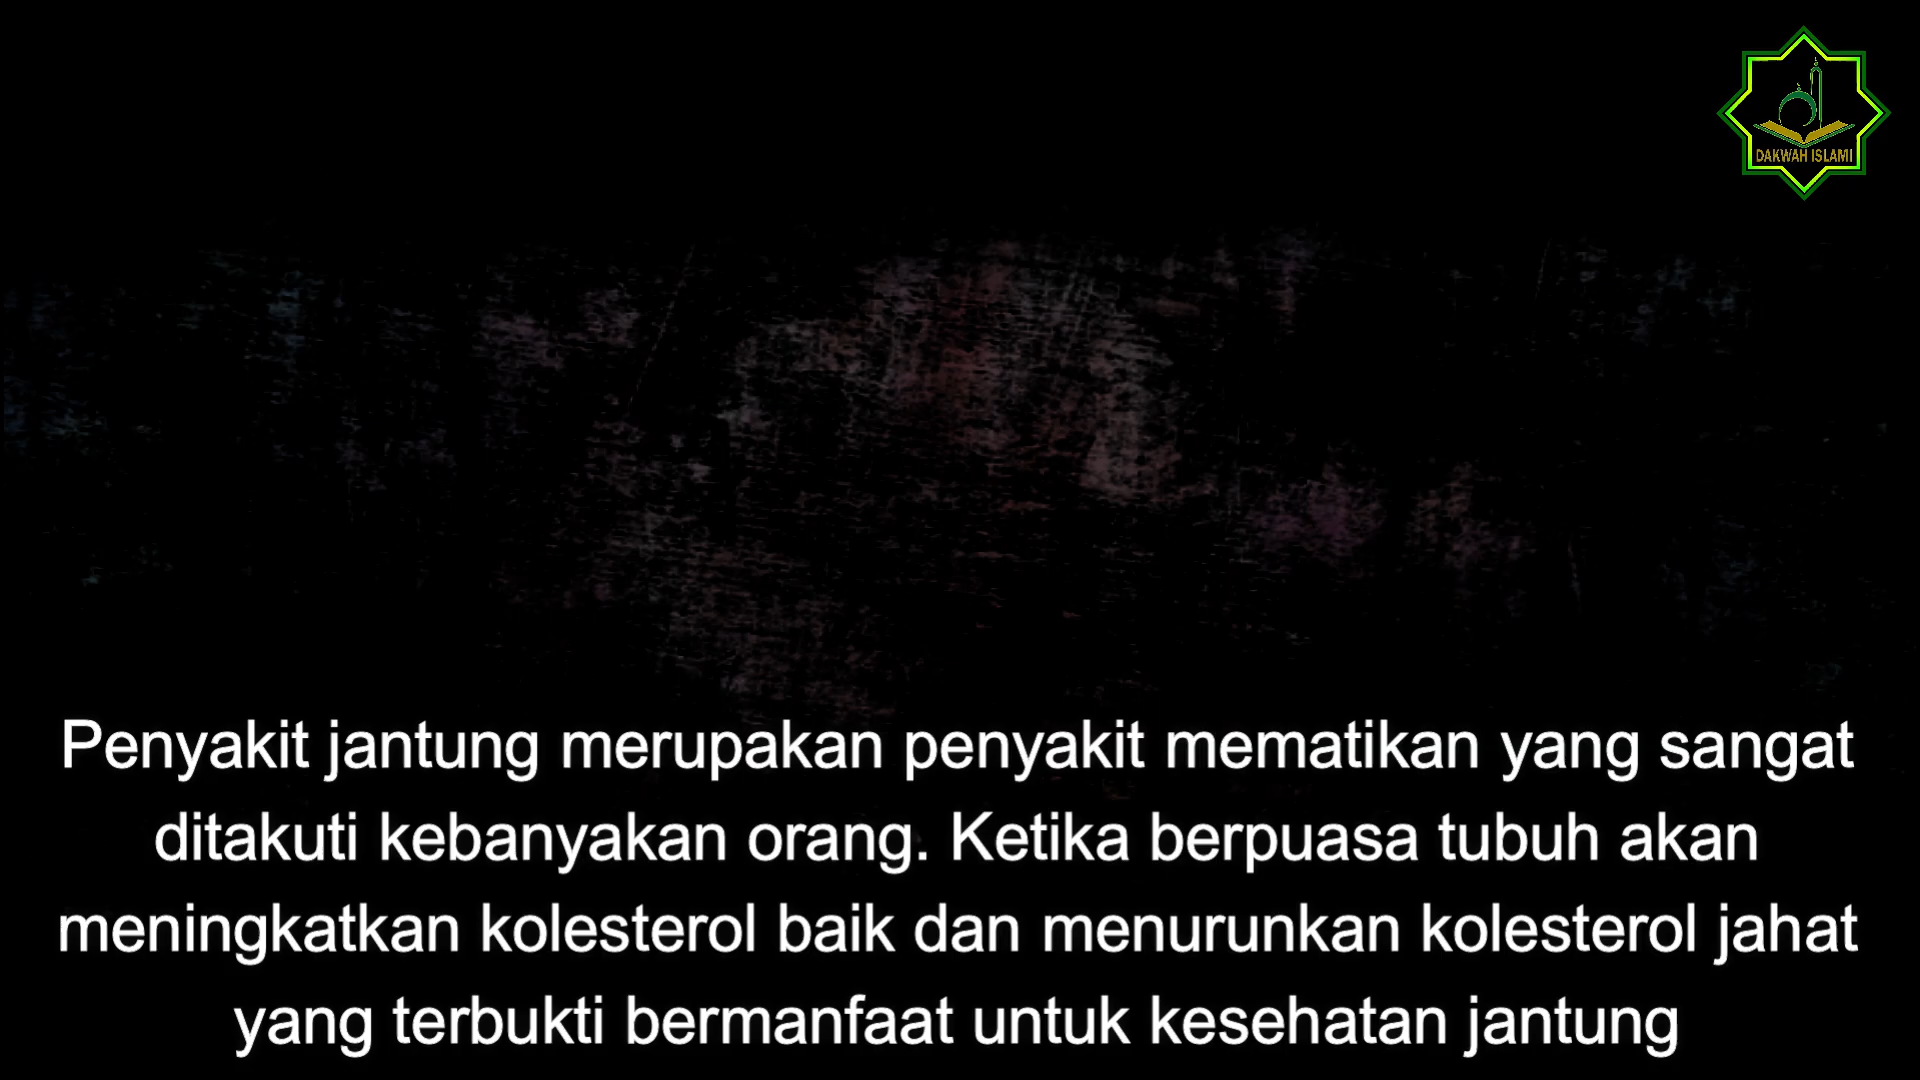 DAKWAH ISLAMI
Penyakit jantung merupakan penyakit mematikan yang sangat
ditakuti kebanyakan orang. Ketika berpuasa tubuh akan
meningkatkan kolesterol baik dan menurunkan kolesterol jahat
yang terbukti bermanfaat untuk kesehatan jantung